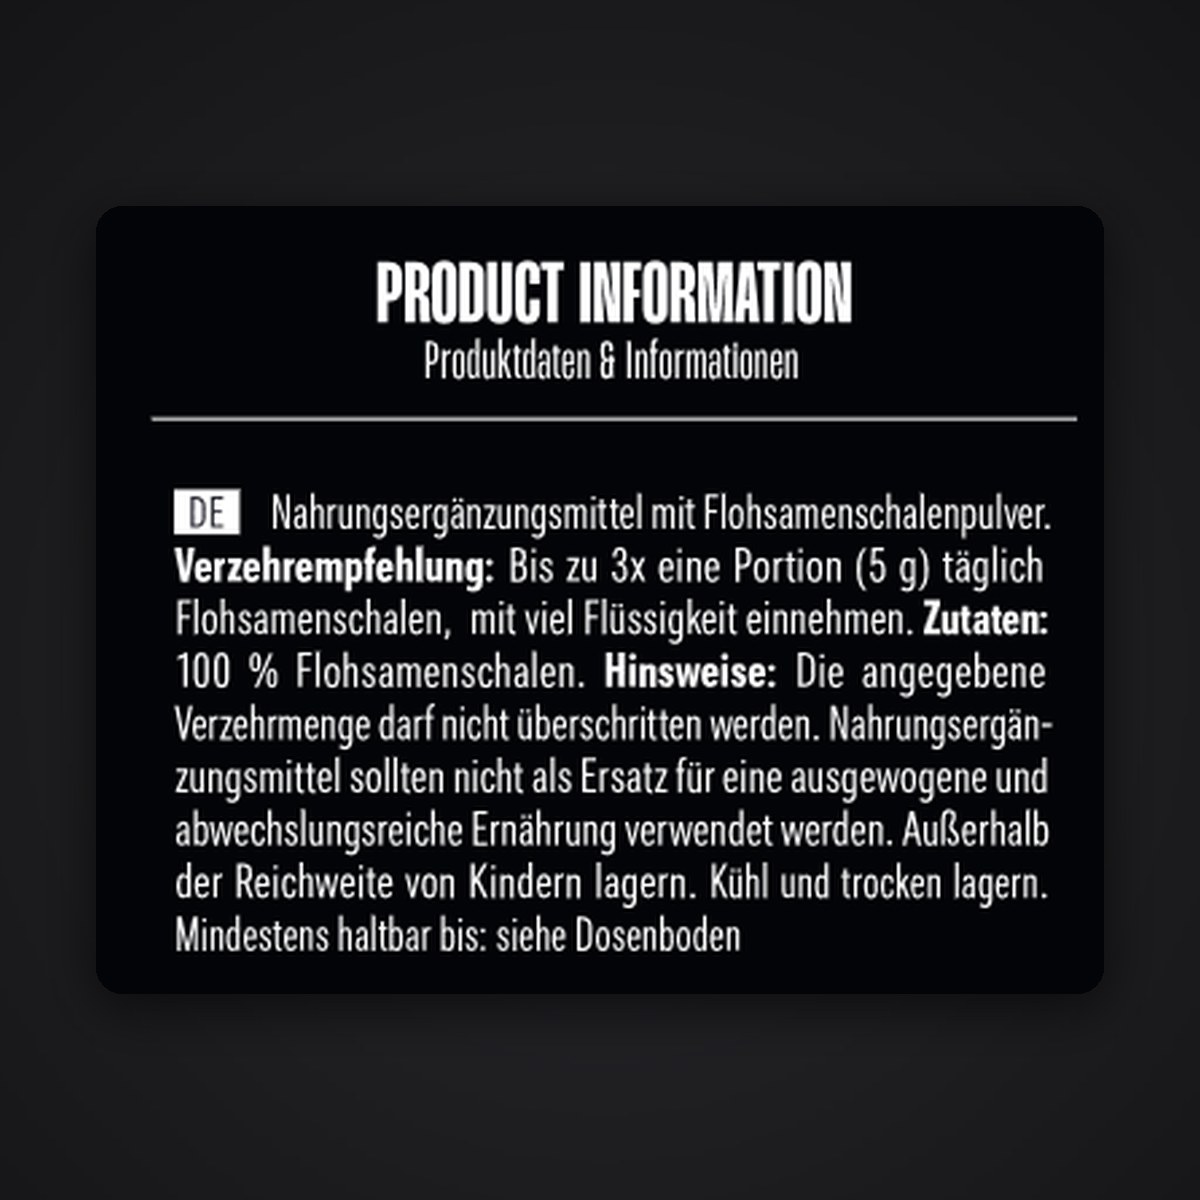 PRODUCT INFORMATION
Produktdaten & Informationen
DE Nahrungsergänzungsmittel mit Flohsamenschalenpulver.
Verzehrempfehlung: Bis zu 3x eine Portion (5 g) täglich
Flohsamenschalen, mit viel Flüssigkeit einnehmen. Zutaten:
100 % Flohsamenschalen. Hinsweise: Die angegebene
Verzehrmenge darf nicht überschritten werden. Nahrungsergän-
zungsmittel sollten nicht als Ersatz für eine ausgewogene und
abwechslungsreiche Ernährung verwendet werden. Außerhalb
der Reichweite von Kindern lagern. Kühl und trocken lagern.
Mindestens haltbar bis: siehe Dosenboden